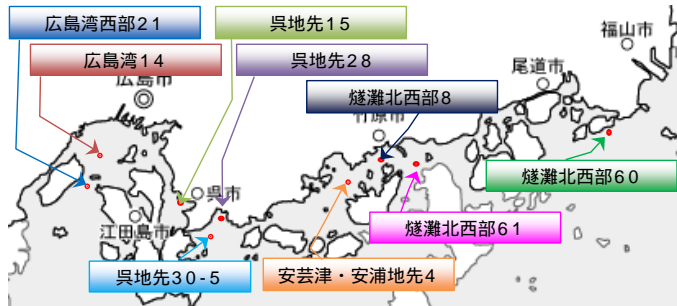 広島湾西部21
呉地先15
福山市
広島湾14
呉地先28
尾道市
広島市
燧灘北西部8
竹原市
呉市
燧灘北西部60
江田島市
燧灘北西部61
呉地先30-5
安芸津・安浦地先4